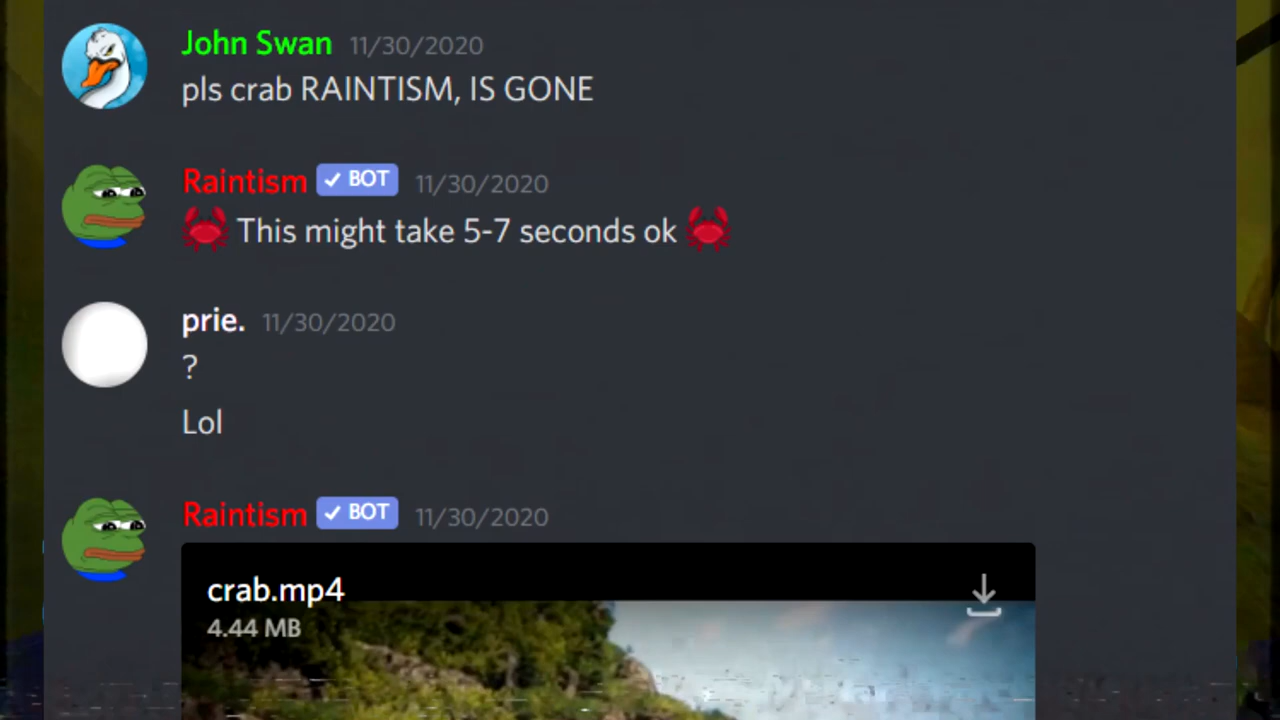 John Swan 11/30/2020
pls crab RAINTISM, IS GONE
Raintism BOT 11/30/2020
This might take 5-7 seconds ok
prie. 11/30/2020
?
Lol
Raintism BOT 11/30/2020
crab.mp4
4.44 MB